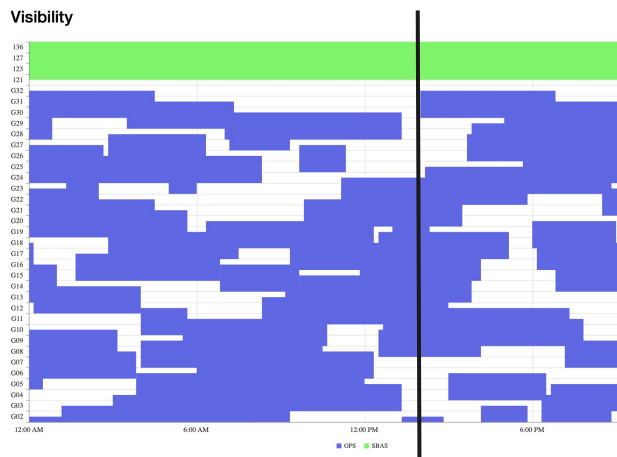 Visibility
136
127
123
121
G32
G31
G30
G29
G28
G27
G26
G25
G24
G23
G22
G21
G20
G19
G18
G17
G16
G15
G14
G13
G12
G11
G10
G09
G08
G07
G06
G05
G04
G03
G02
12:00 AM 6:00 AM 12:00 PM 6:00 PM
GPS SBAS